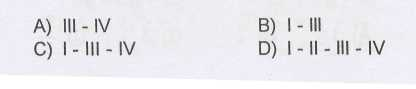 A) III - IV B) I - III
C) I - III - IV D) I - II - III - IV